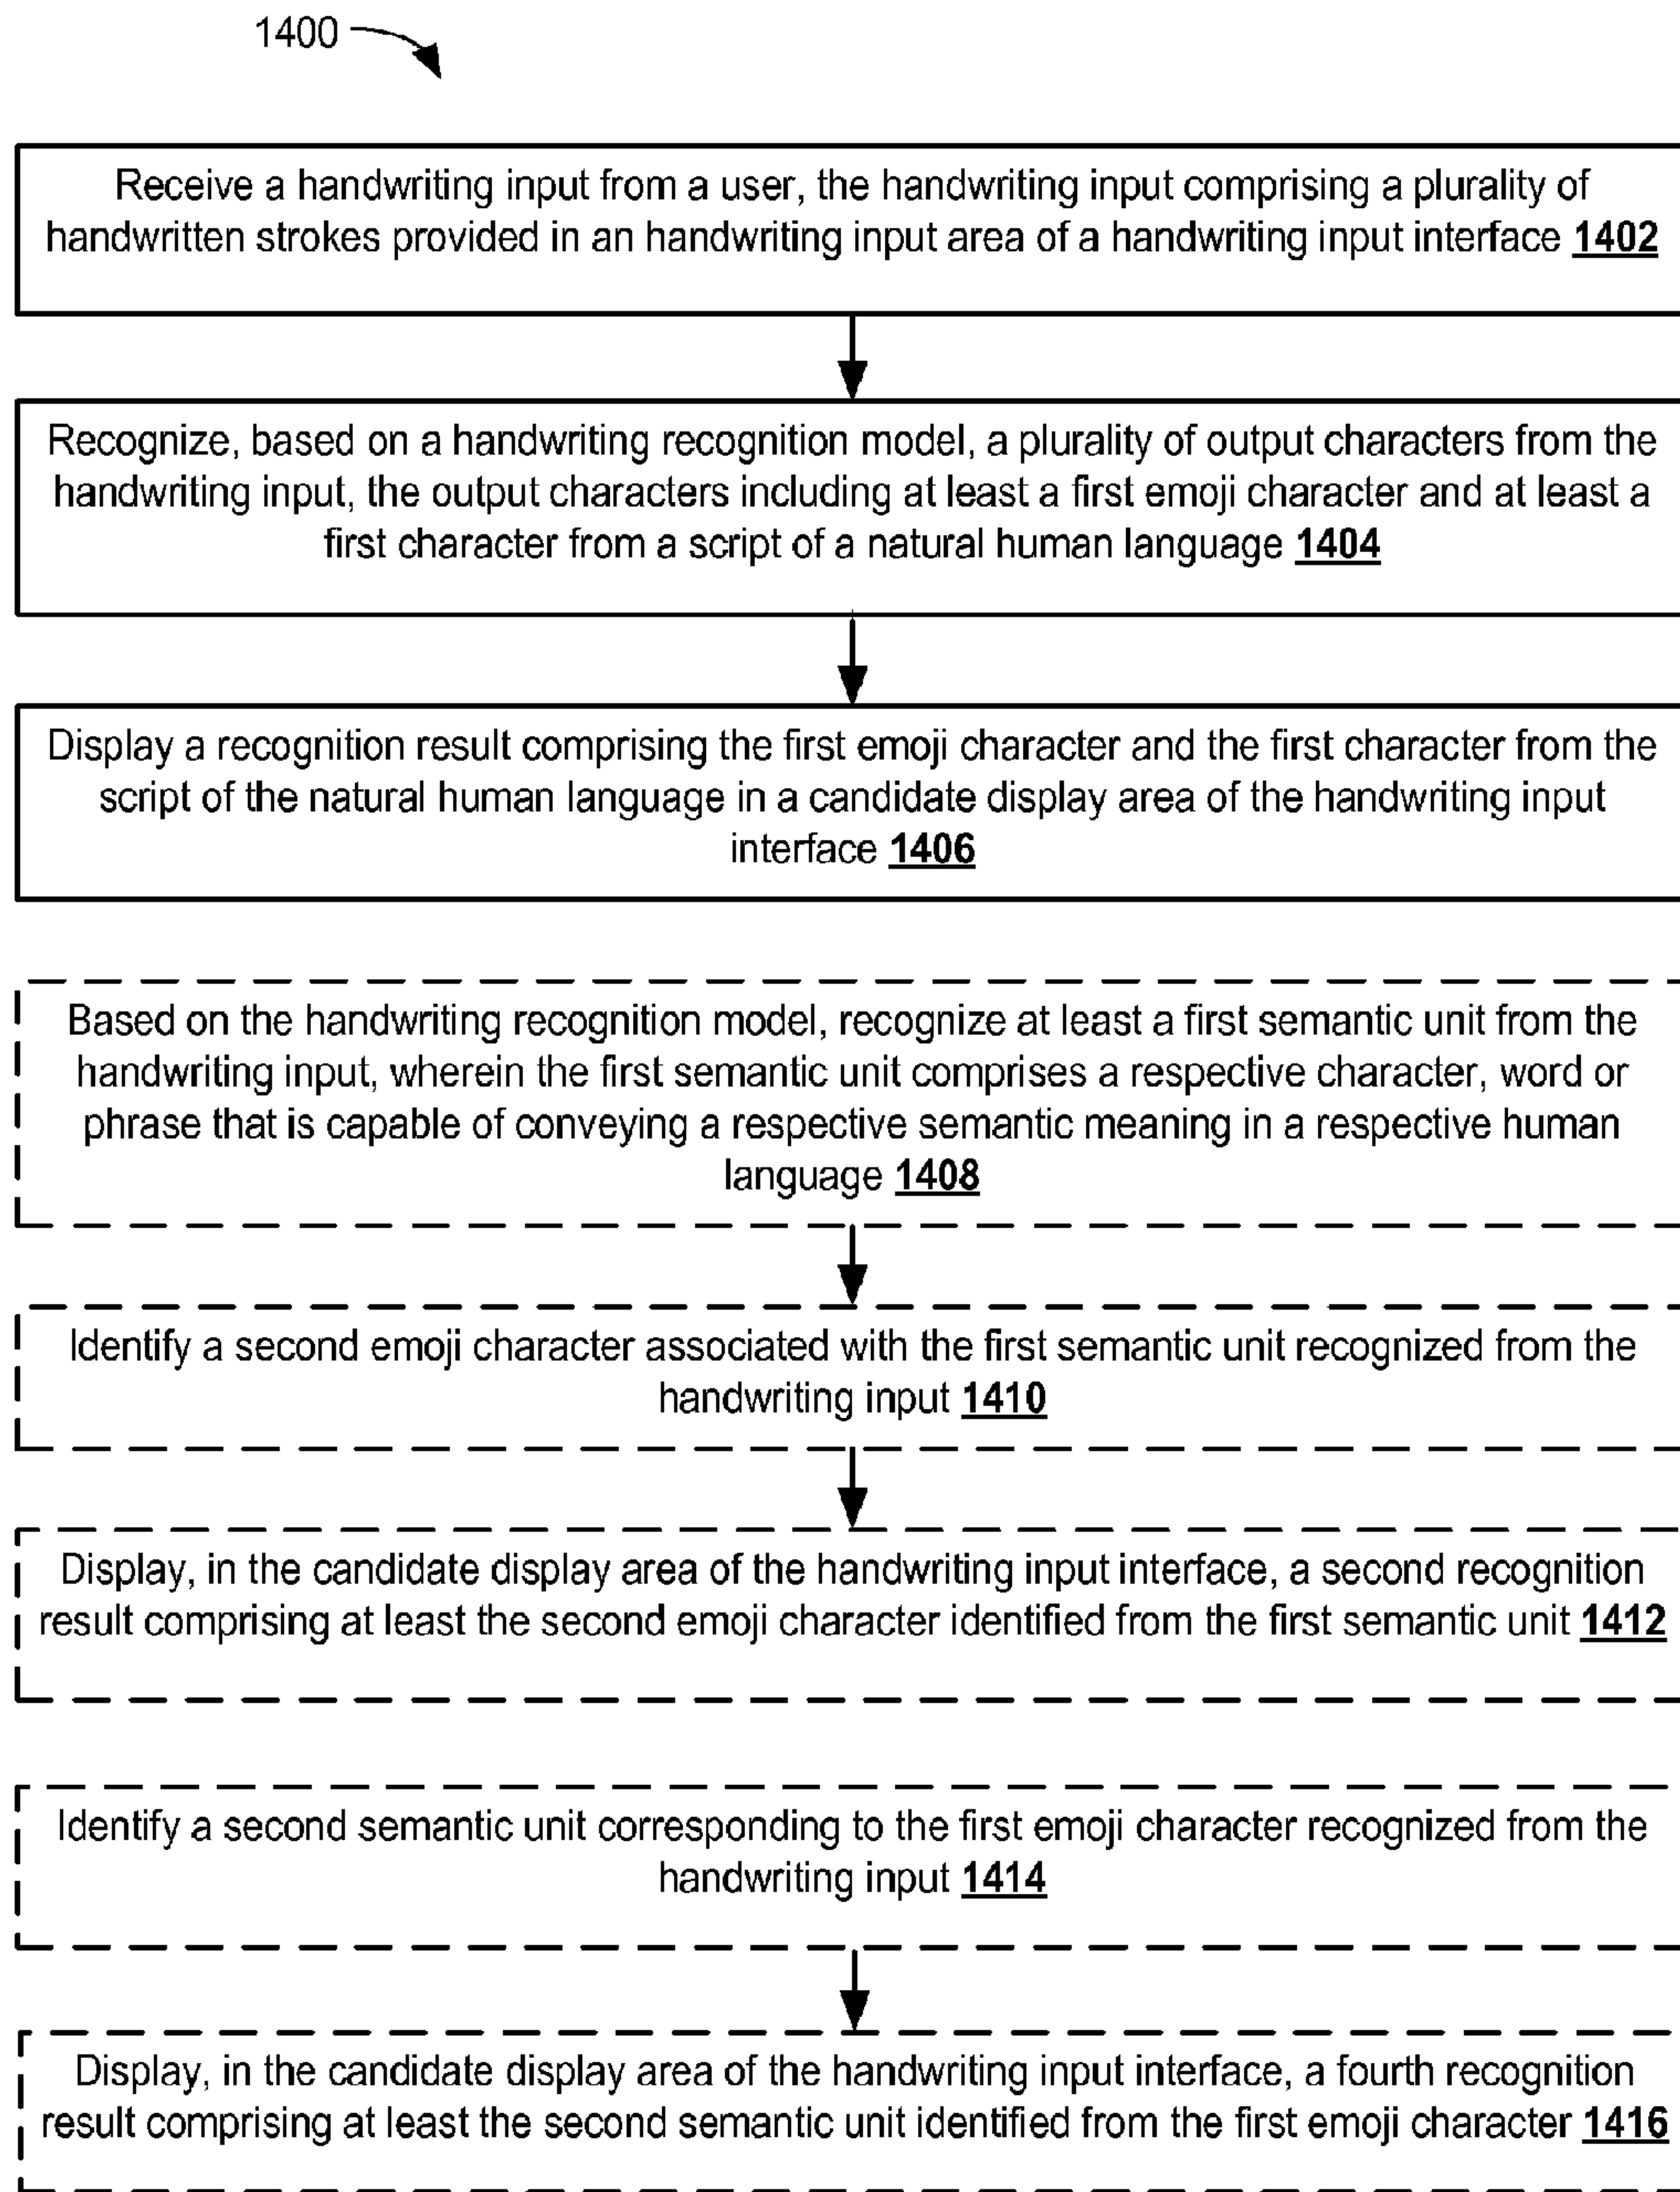 1400
Receive a handwriting input from a user, the handwriting input comprising a plurality of
handwritten strokes provided in an handwriting input area of a handwriting input interface 1402
Recognize, based on a handwriting recognition model, a plurality of output characters from the
handwriting input, the output characters including at least a first emoji character and at least a
first character from a script of a natural human language 1404
Display a recognition result comprising the first emoji character and the first character from the
script of the natural human language in a candidate display area of the handwriting input
interface 1406
Based on the handwriting recognition model, recognize at least a first semantic unit from the
handwriting input, wherein the first semantic unit comprises a respective character, word or
phrase that is capable of conveying a respective semantic meaning in a respective human
language 1408
Identify a second emoji character associated with the first semantic unit recognized from the
handwriting input 1410
Display, in the candidate display area of the handwriting input interface, a second recognition
result comprising at least the second emoji character identified from the first semantic unit 1412
Identify a second semantic unit corresponding to the first emoji character recognized from the
handwriting input 1414
Display, in the candidate display area of the handwriting input interface, a fourth recognition
result comprising at least the second semantic unit identified from the first emoji character 1416